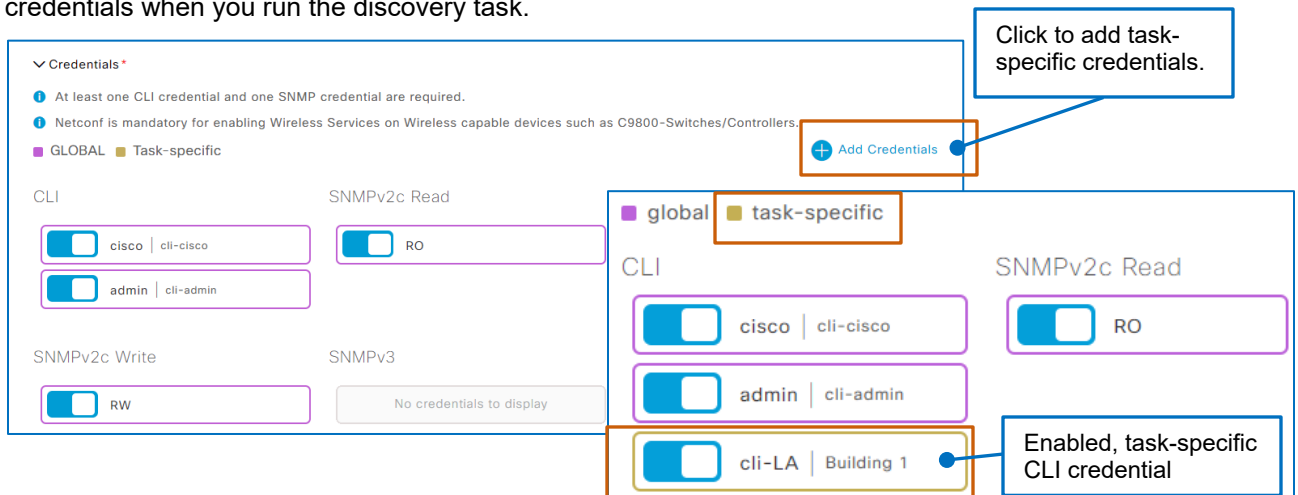 credentials when you run the discovery task.
Click to add task-
specific credentials.
Credentials*
At least one CLI credential and one SNMP credential are required.
Netconf is mandatory for enabling Wireless Services on Wireless capable devices such as C9800-Switches/Controllers.
GLOBAL Task-specific
Add Credentials
CLI
SNMPv2c Read
cisco | cli-cisco
RO
admin | cli-admin
SNMPv2c Write
SNMPv3
RW
No credentials to display
global task-specific
CLI
SNMPv2c Read
cisco | cli-cisco
RO
admin | cli-admin
cli-LA | Building 1
Enabled, task-specific
CLI credential